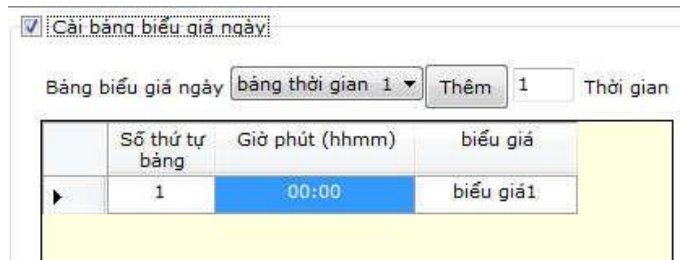 Cài bảng biểu giá ngày
Bảng biểu giá ngày bảng thời gian 1 Thêm 1 Thời gian
Số thứ tự bảng Giờ phút (hhmm) biểu giá
1 00:00 biểu giá1